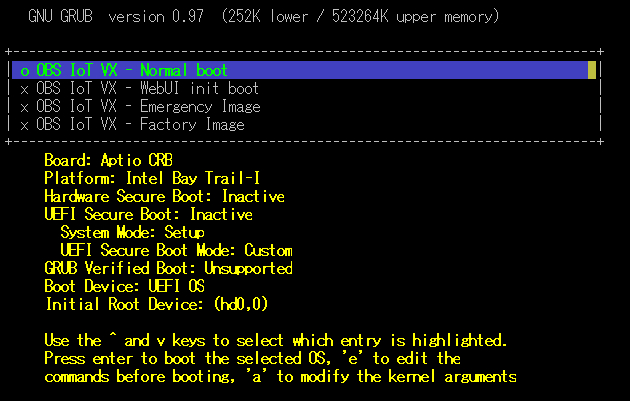 GNU GRUB  version 0.97  (252K lower / 523264K upper memory)
o OBS IoT VX - Normal boot
x OBS IoT VX - WebUI init boot
x OBS IoT VX - Emergency Image
x OBS IoT VX - Factory Image
Board: Aptio CRB
Platform: Intel Bay Trail-I
Hardware Secure Boot: Inactive
UEFI Secure Boot: Inactive
System Mode: Setup
UEFI Secure Boot Mode: Custom
GRUB Verified Boot: Unsupported
Boot Device: UEFI OS
Initial Root Device: (hd0,0)
Use the ^ and v keys to select which entry is highlighted.
Press enter to boot the selected OS, 'e' to edit the
commands before booting, 'a' to modify the kernel arguments